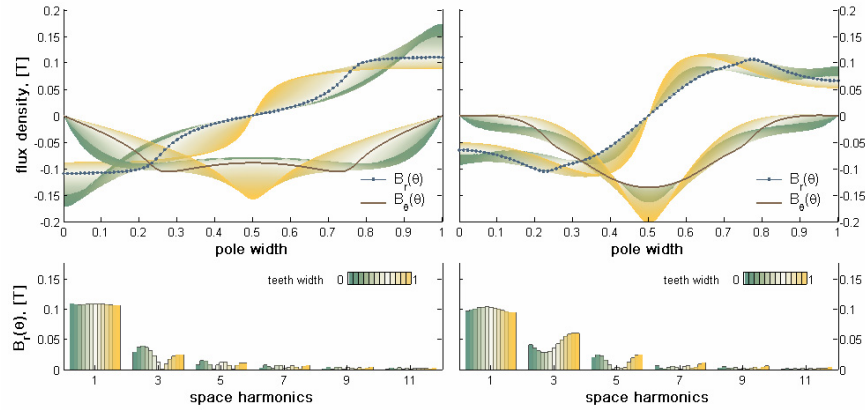 0.2
0.15
0.1
0.05
0
-0.05
-0.1
-0.15
-0.2
flux density, [T]
B_r(θ)
B_θ(θ)
0 0.1 0.2 0.3 0.4 0.5 0.6 0.7 0.8 0.9 1
pole width
0.2
0.15
0.1
0.05
0
-0.05
-0.1
-0.15
-0.2
B_r(θ)
B_θ(θ)
0 0.1 0.2 0.3 0.4 0.5 0.6 0.7 0.8 0.9 1
pole width
B_r(θ), [T]
0.15
0.1
0.05
0
teeth width 0 1
1 3 5 7 9 11
space harmonics
teeth width 0 1
0.15
0.1
0.05
0
1 3 5 7 9 11
space harmonics